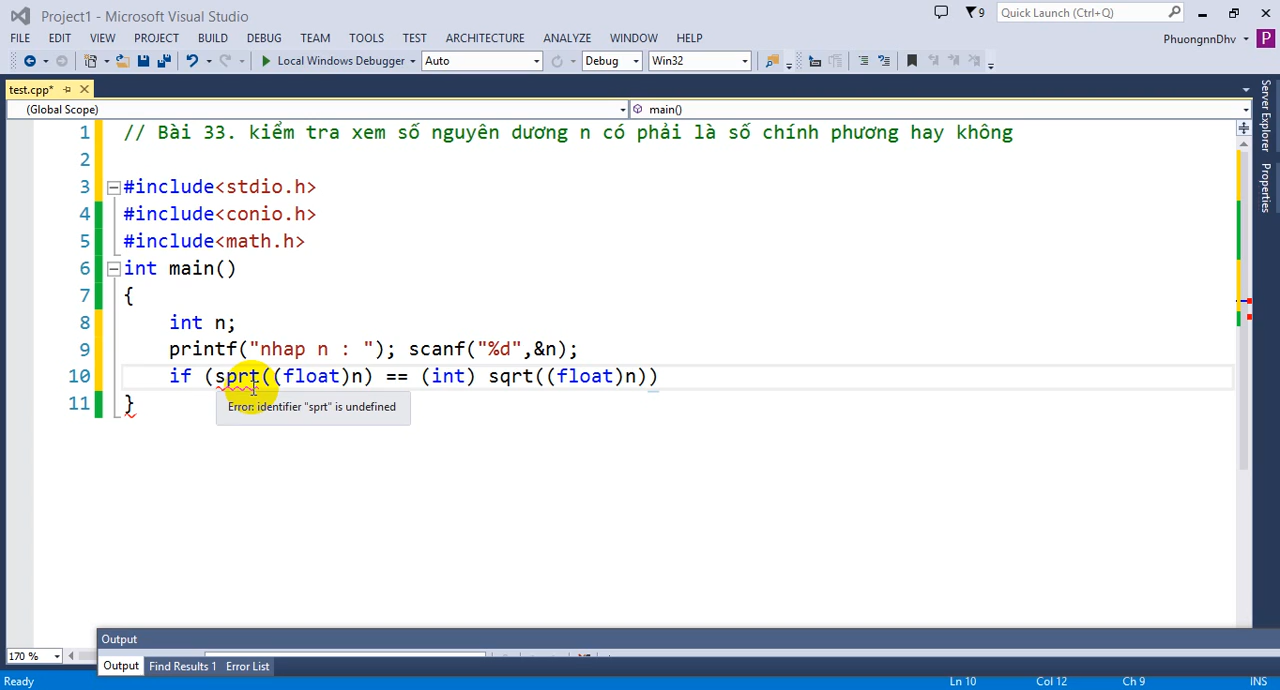 Project1 - Microsoft Visual Studio
9
Quick Launch (Ctrl+Q)
FILE EDIT VIEW PROJECT BUILD DEBUG TEAM TOOLS TEST ARCHITECTURE ANALYZE WINDOW HELP
PhuongnnDhv P
Local Windows Debugger Auto Debug Win32
test.cpp*
(Global Scope) main()
1 // Bài 33. kiểm tra xem số nguyên dương n có phải là số chính phương hay không
2
3 #include<stdio.h>
4 #include<conio.h>
5 #include<math.h>
6 int main()
7 {
8 int n;
9 printf("nhap n : "); scanf("%d",&n);
10 if (sprt((float)n) == (int) sqrt((float)n))
11 }
Error: identifier "sprt" is undefined
Server Explorer
Properties
Output
170 %
Output Find Results 1 Error List
Ready Ln 10 Col 12 Ch 9 INS